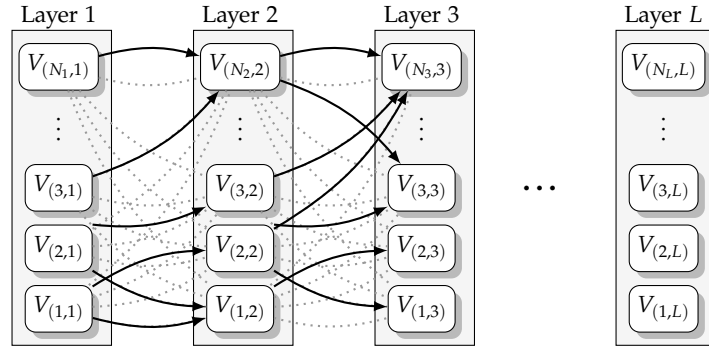 Layer 1 Layer 2 Layer 3 Layer L
V(N₁,1) V(N₂,2) V(N₃,3) V(N_L,L)
⋮ ⋮ ⋮ ⋮
V(3,1) V(3,2) V(3,3) ... V(3,L)
V(2,1) V(2,2) V(2,3) V(2,L)
V(1,1) V(1,2) V(1,3) V(1,L)